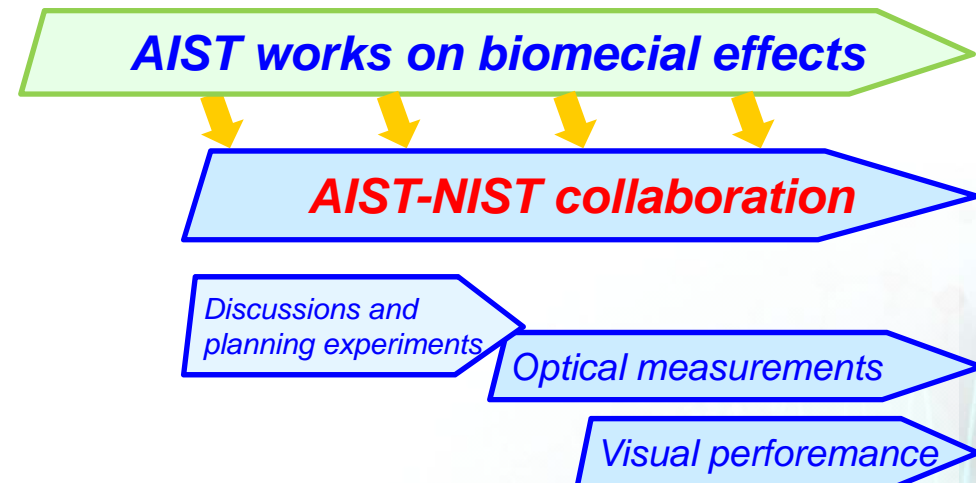 AIST works on biomecial effects
AIST-NIST collaboration
Discussions and
planning experiments
Optical measurements
Visual perforemance